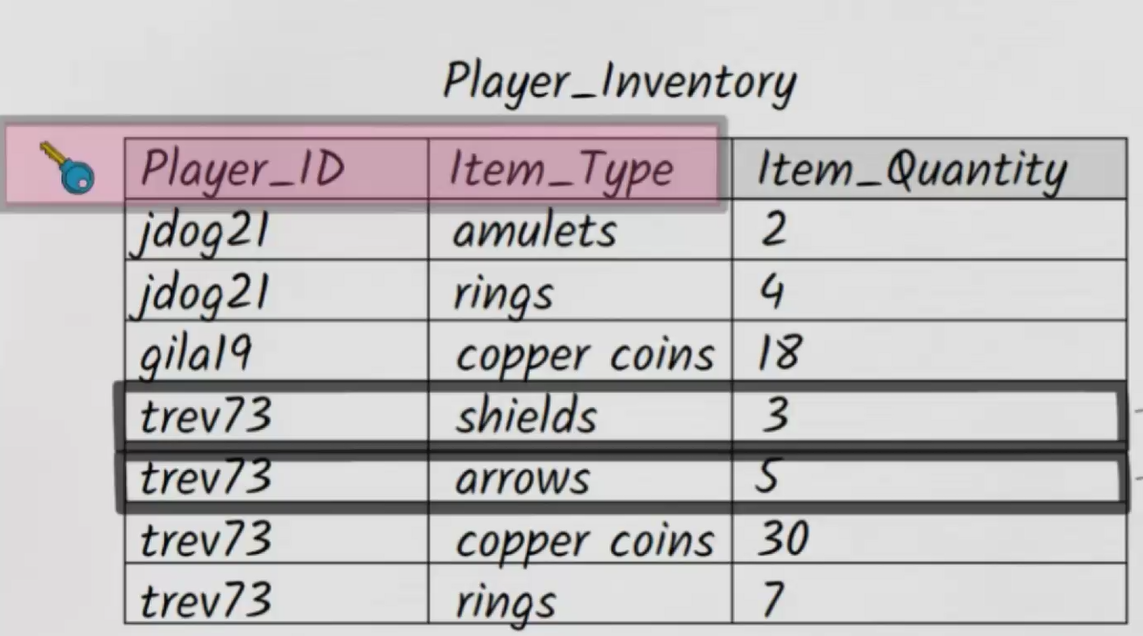 Player_Inventory
Player_ID Item_Type Item_Quantity
jdog21 amulets 2
jdog21 rings 4
gila19 copper coins 18
trev73 shields 3
trev73 arrows 5
trev73 copper coins 30
trev73 rings 7